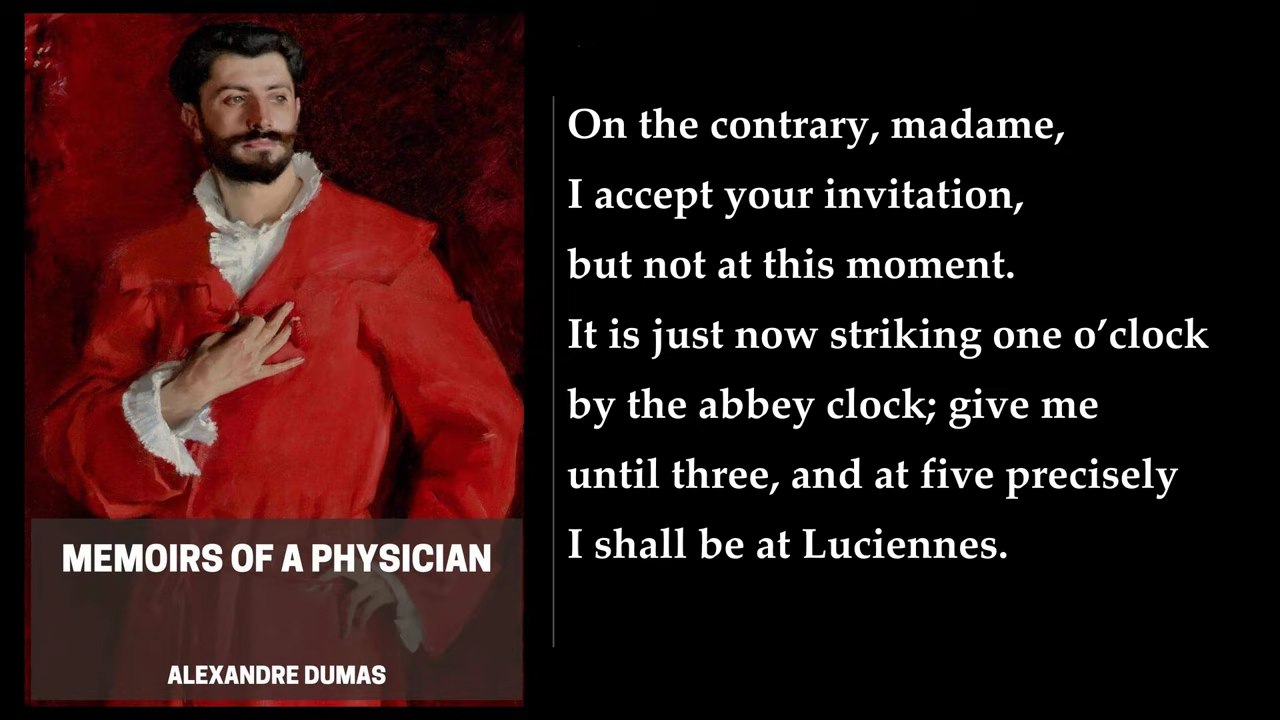 MEMOIRS OF A PHYSICIAN
ALEXANDRE DUMAS
On the contrary, madame,
I accept your invitation,
but not at this moment.
It is just now striking one o’clock
by the abbey clock; give me
until three, and at five precisely
I shall be at Luciennes.